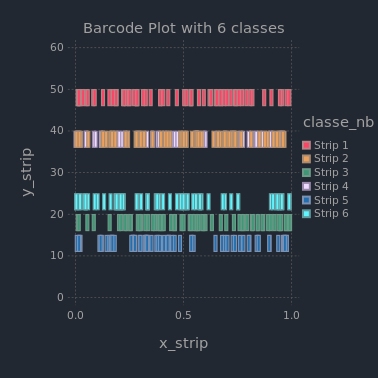 Barcode Plot with 6 classes
60
50
40
30
20
10
0
0.0 0.5 1.0
x_strip
y_strip
classe_nb
Strip 1
Strip 2
Strip 3
Strip 4
Strip 5
Strip 6